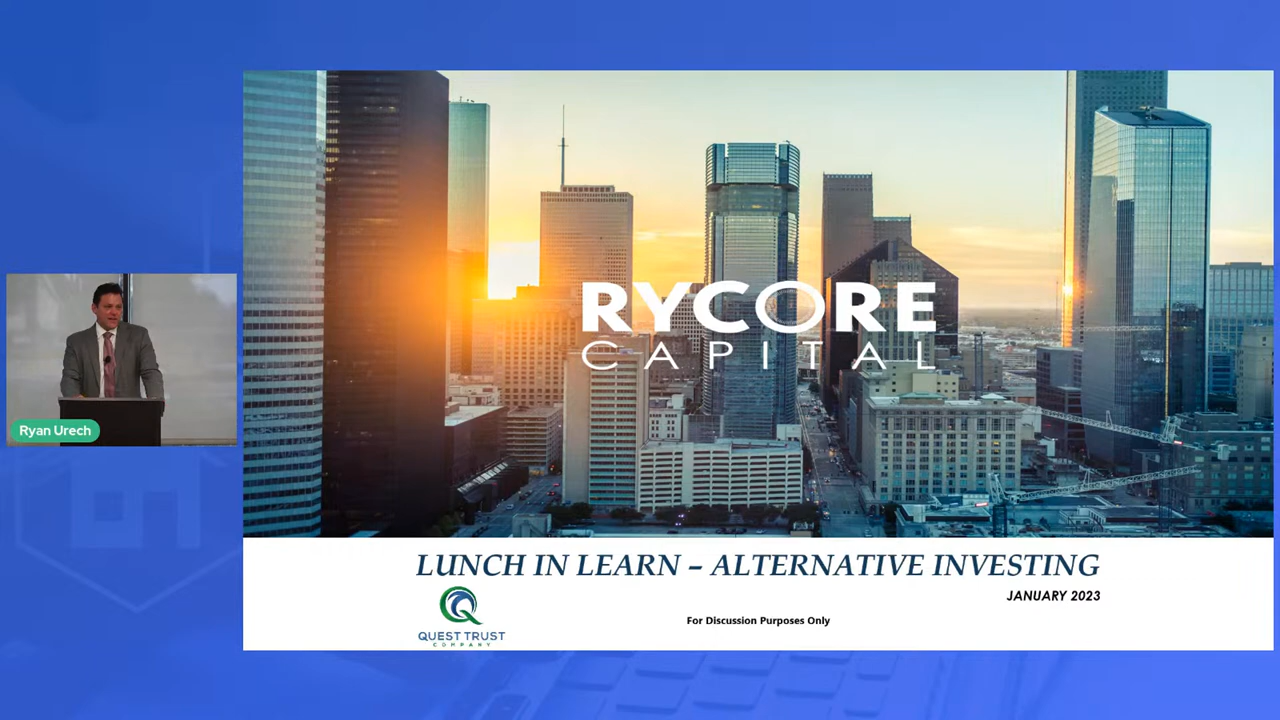 Ryan Urech
RYCORE
CAPITAL
LUNCH IN LEARN – ALTERNATIVE INVESTING
JANUARY 2023
For Discussion Purposes Only
QUEST TRUST
COMPANY